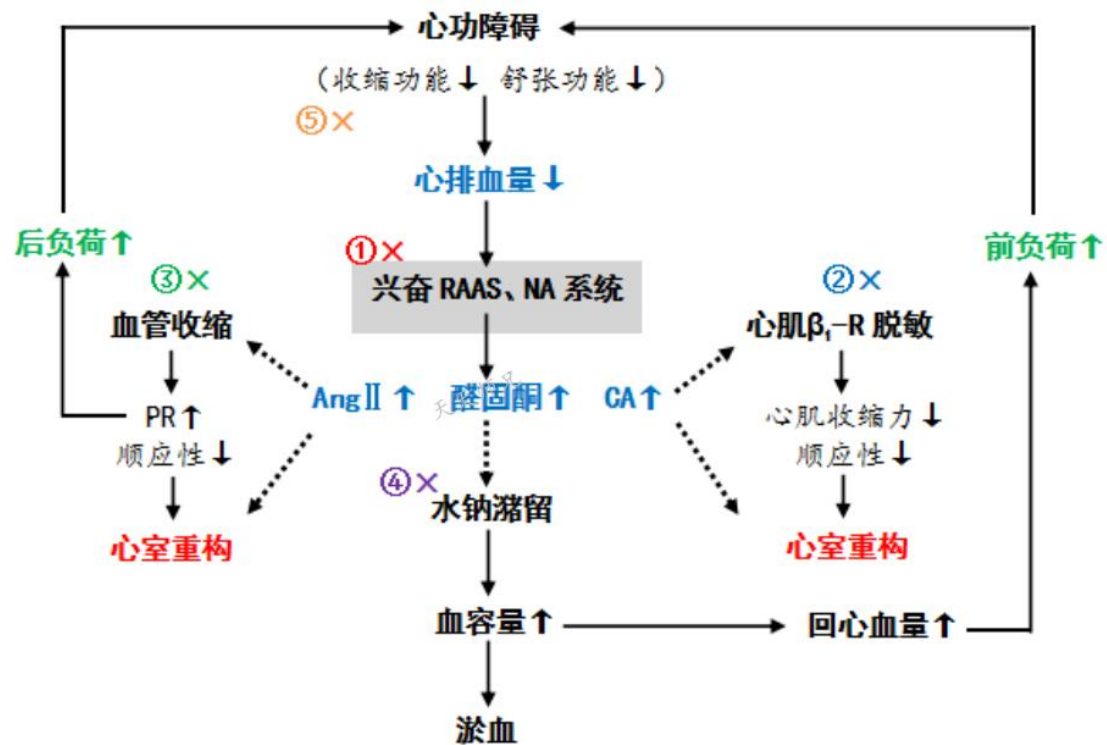 心功障碍
（收缩功能↓ 舒张功能↓）
⑤×
心排血量↓
后负荷↑
前负荷↑
①×
③×
②×
兴奋 RAAS、NA 系统
血管收缩
心肌β₁-R 脱敏
AngⅡ↑ 醛固酮↑ CA↑
PR↑
顺应性↓
心肌收缩力↓
顺应性↓
④×
水钠潴留
心室重构
心室重构
血容量↑
回心血量↑
淤血